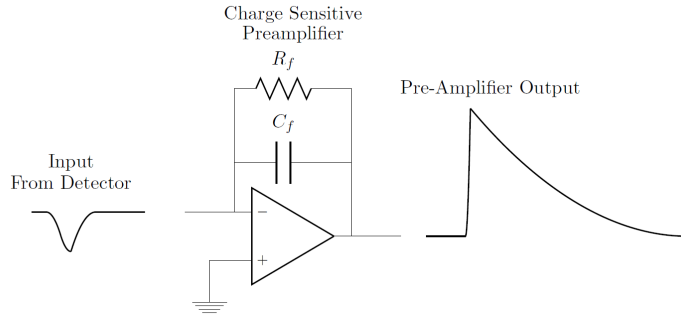 Charge Sensitive
Preamplifier
R_f
Pre-Amplifier Output
C_f
Input
From Detector
−
+